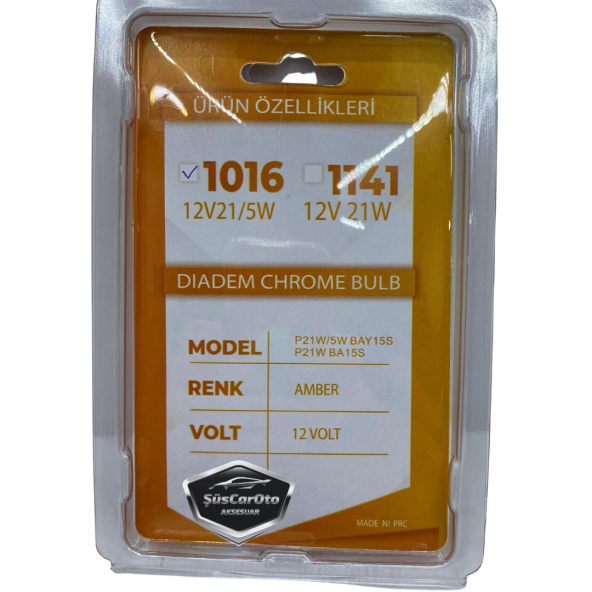 ÜRÜN ÖZELLİKLERİ
1016 1141
12V21/5W 12V 21W
DIADEM CHROME BULB
MODEL P21W/5W BAY15S
P21W BA15S
RENK AMBER
VOLT 12 VOLT
ŞüsCarOto
AKSESUAR
MADE NI PRC